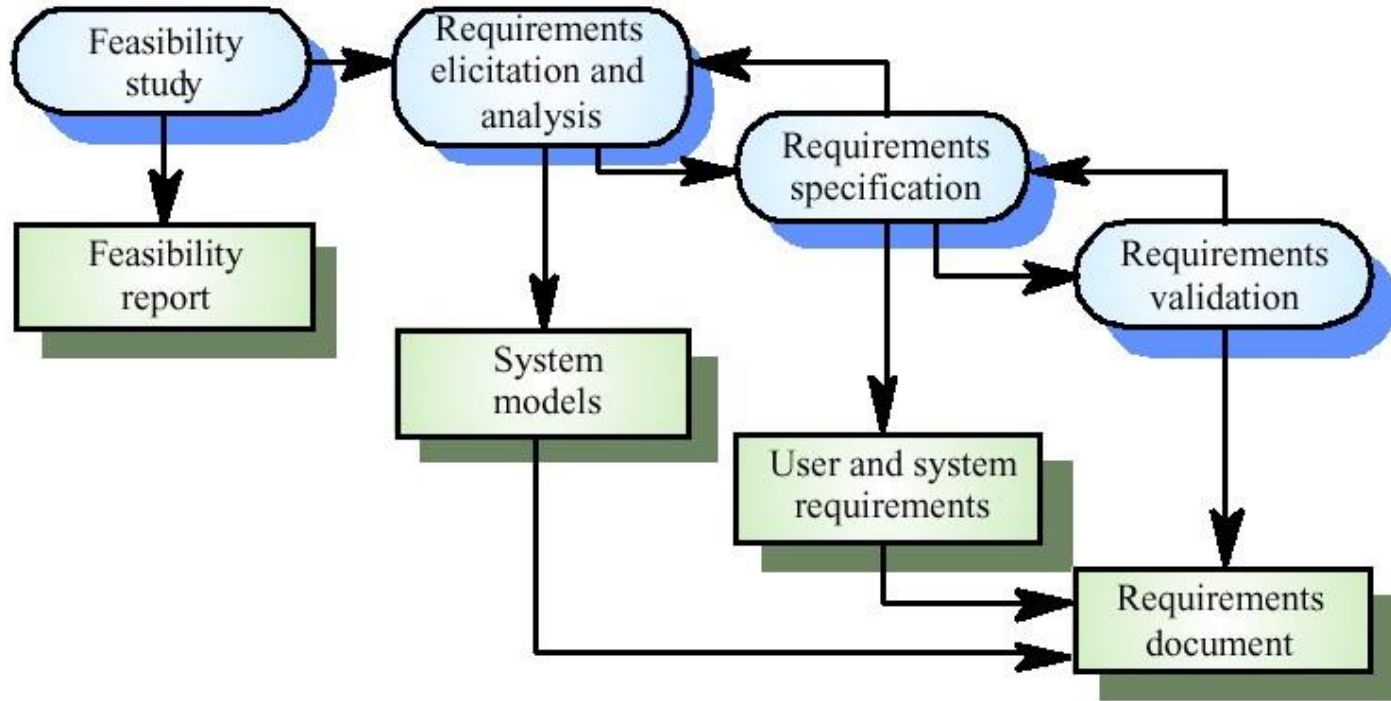 Feasibility
study
Requirements
elicitation and
analysis
Requirements
specification
Requirements
validation
Feasibility
report
System
models
User and system
requirements
Requirements
document